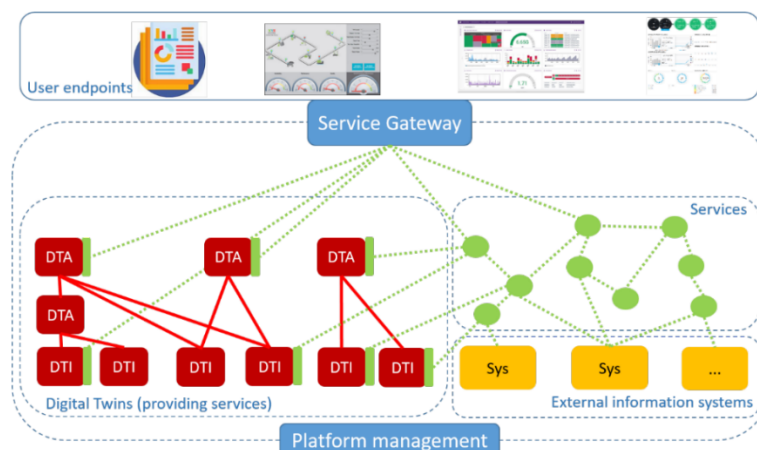 User endpoints
Service Gateway
Services
DTA
DTA
DTA
DTA
DTI
DTI
DTI
DTI
DTI
DTI
Sys
Sys
...
Digital Twins (providing services)
External information systems
Platform management